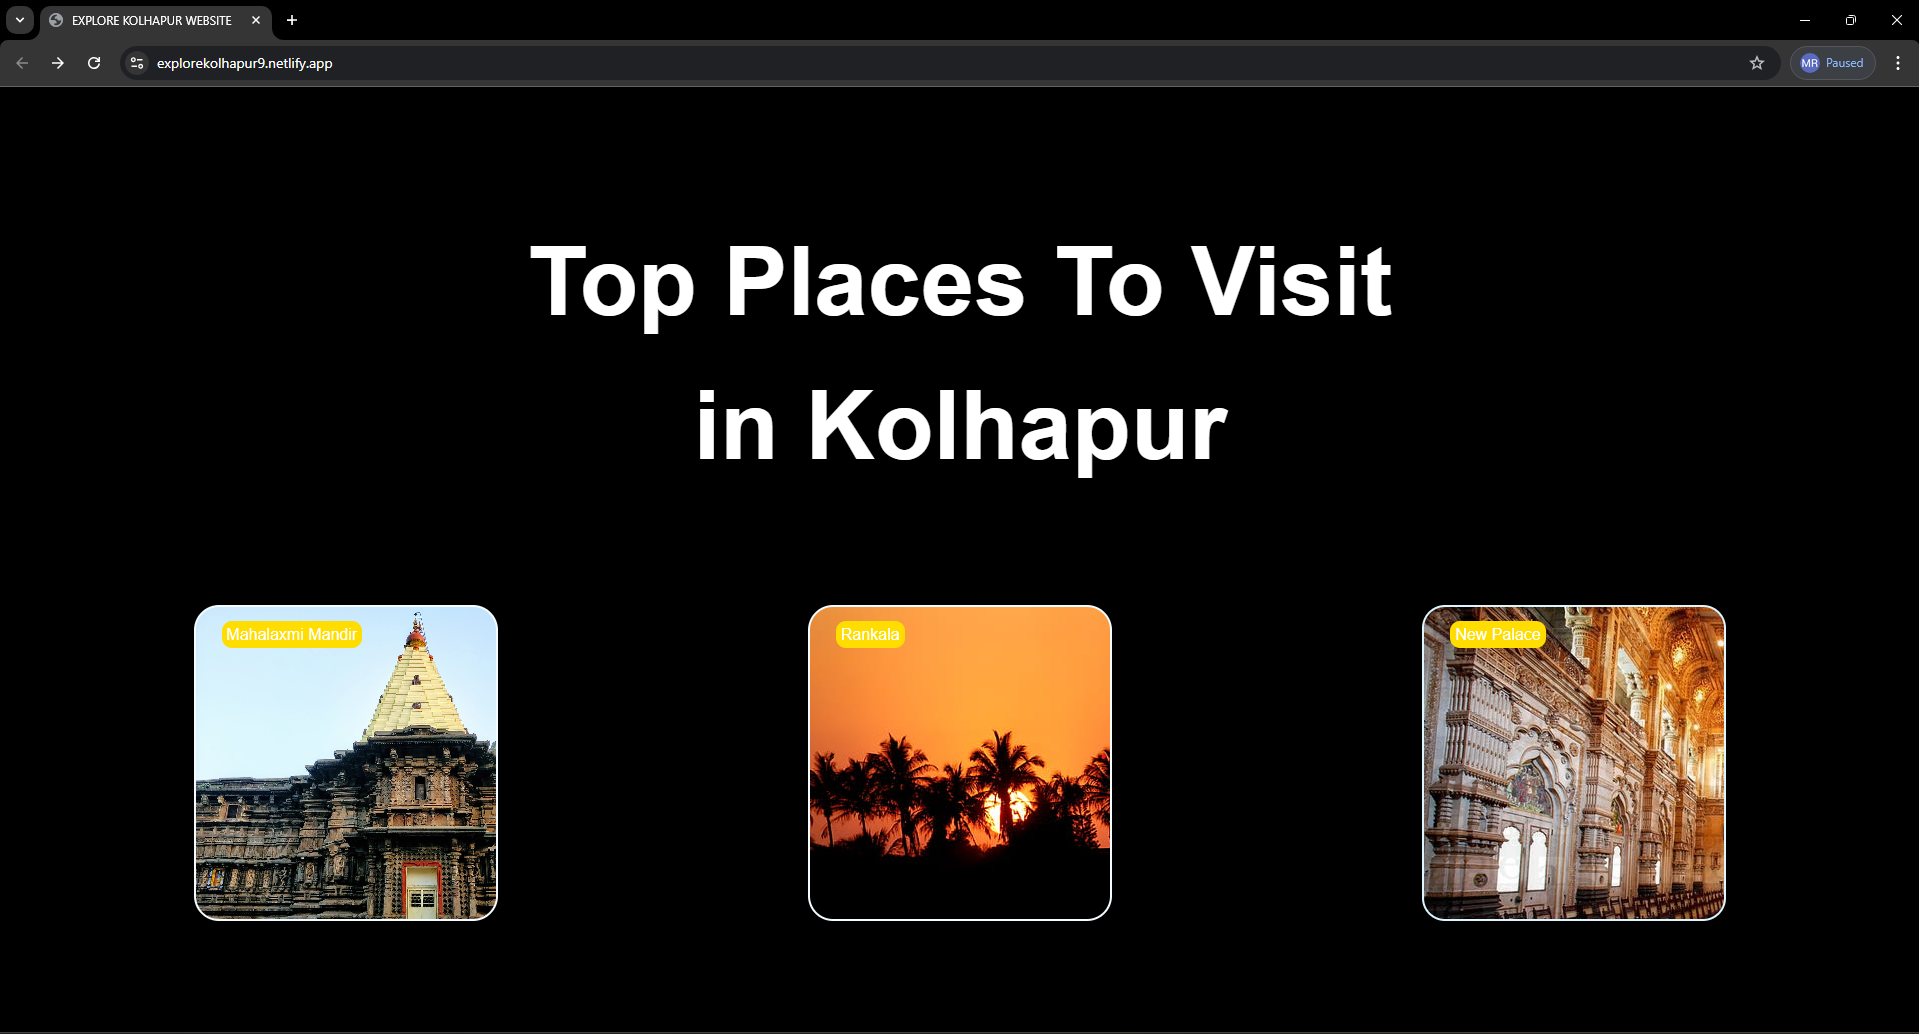 EXPLORE KOLHAPUR WEBSITE
explorekolhapur9.netlify.app
MR Paused
Top Places To Visit
in Kolhapur
Mahalaxmi Mandir
Rankala
New Palace